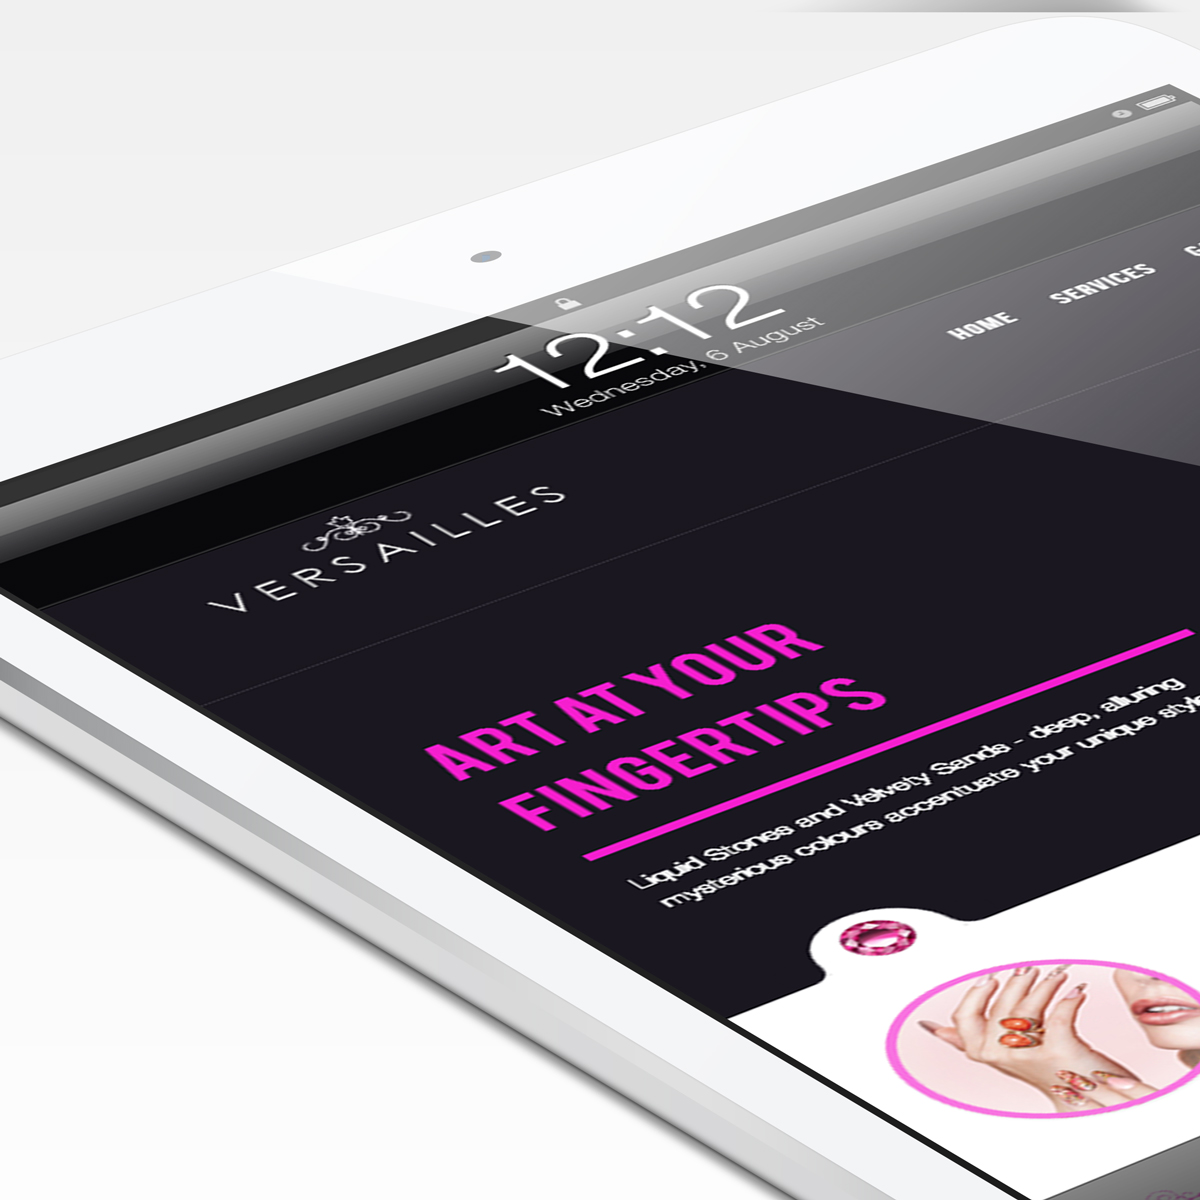 12:12
Wednesday, 6 August
HOME SERVICES
VERSAILLES
ART AT YOUR
FINGERTIPS
Liquid Stones and Velvety Sands - deep, alluring
mysterious colours accentuate your unique style